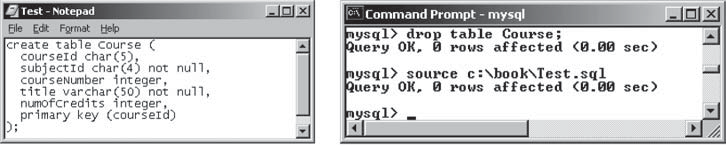 Test - Notepad
File Edit Format Help
create table Course (
courseId char(5),
subjectId char(4) not null,
courseNumber integer,
title varchar(50) not null,
numOfCredits integer,
primary key (courseId)
);
Command Prompt - mysql
mysql> drop table Course;
Query OK, 0 rows affected (0.00 sec)
mysql> source c:\book\Test.sql
Query OK, 0 rows affected (0.00 sec)
mysql> _